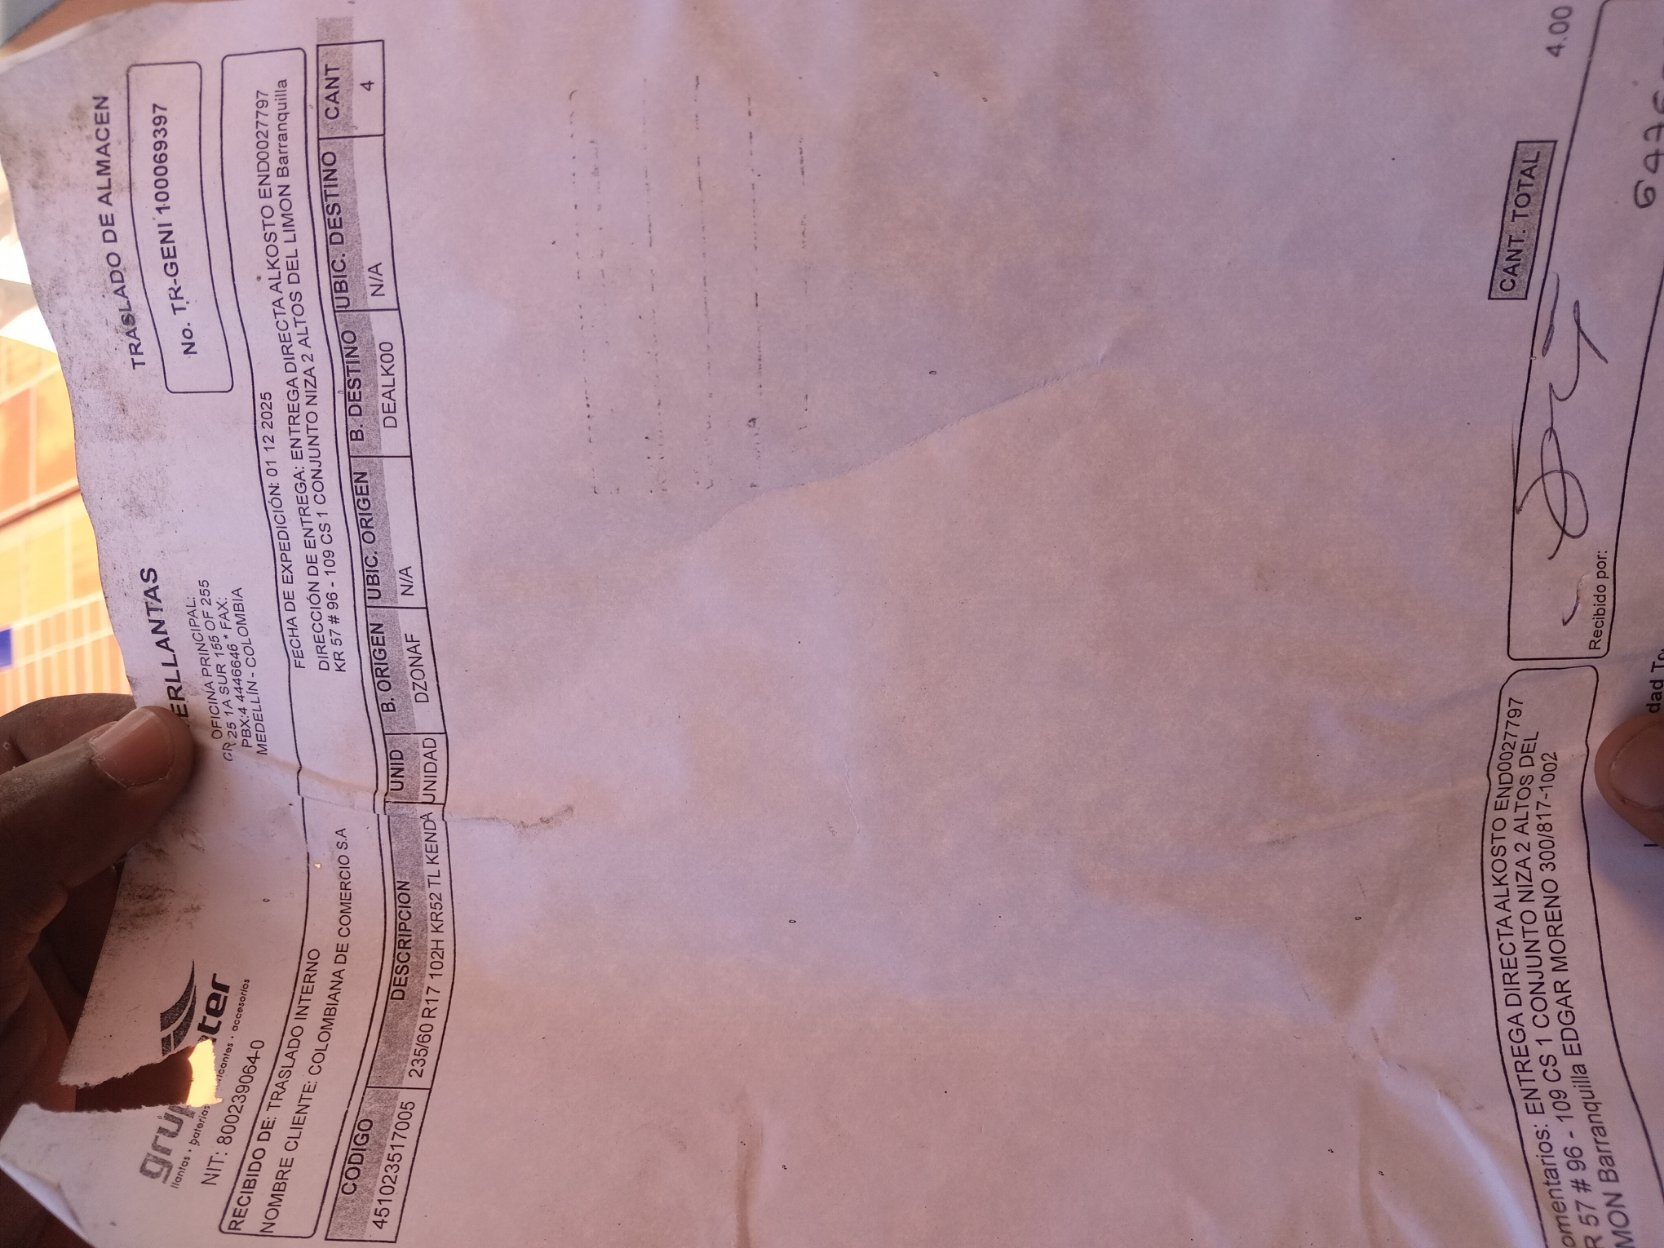 TRASLADO DE ALMACEN
No. TR-GENI 100069397
ERLLANTAS
OFICINA PRINCIPAL:
CR 25 1A SUR 155 OF 255
PBX:4 4446646 * FAX:
MEDELLÍN - COLOMBIA
llantas · baterías · accesorios
NIT: 800239064-0
RECIBIDO DE: TRASLADO INTERNO
NOMBRE CLIENTE: COLOMBIANA DE COMERCIO S.A
FECHA DE EXPEDICIÓN: 01 12 2025
DIRECCIÓN DE ENTREGA: ENTREGA DIRECTA ALKOSTO END0027797
KR 57 # 96 - 109 CS 1 CONJUNTO NIZA 2 ALTOS DEL LIMON Barranquilla
CODIGO DESCRIPCION UNID B. ORIGEN UBIC. ORIGEN B. DESTINO UBIC. DESTINO CANT
451023517005 235/60 R17 102H KR52 TL KENDA UNIDAD DZONAF N/A DEALK00 N/A 4
CANT. TOTAL 4.00
omentarios: ENTREGA DIRECTA ALKOSTO END0027797
R 57 # 96 - 109 CS 1 CONJUNTO NIZA 2 ALTOS DEL
MON Barranquilla EDGAR MORENO 300/817-1002
Recibido por: